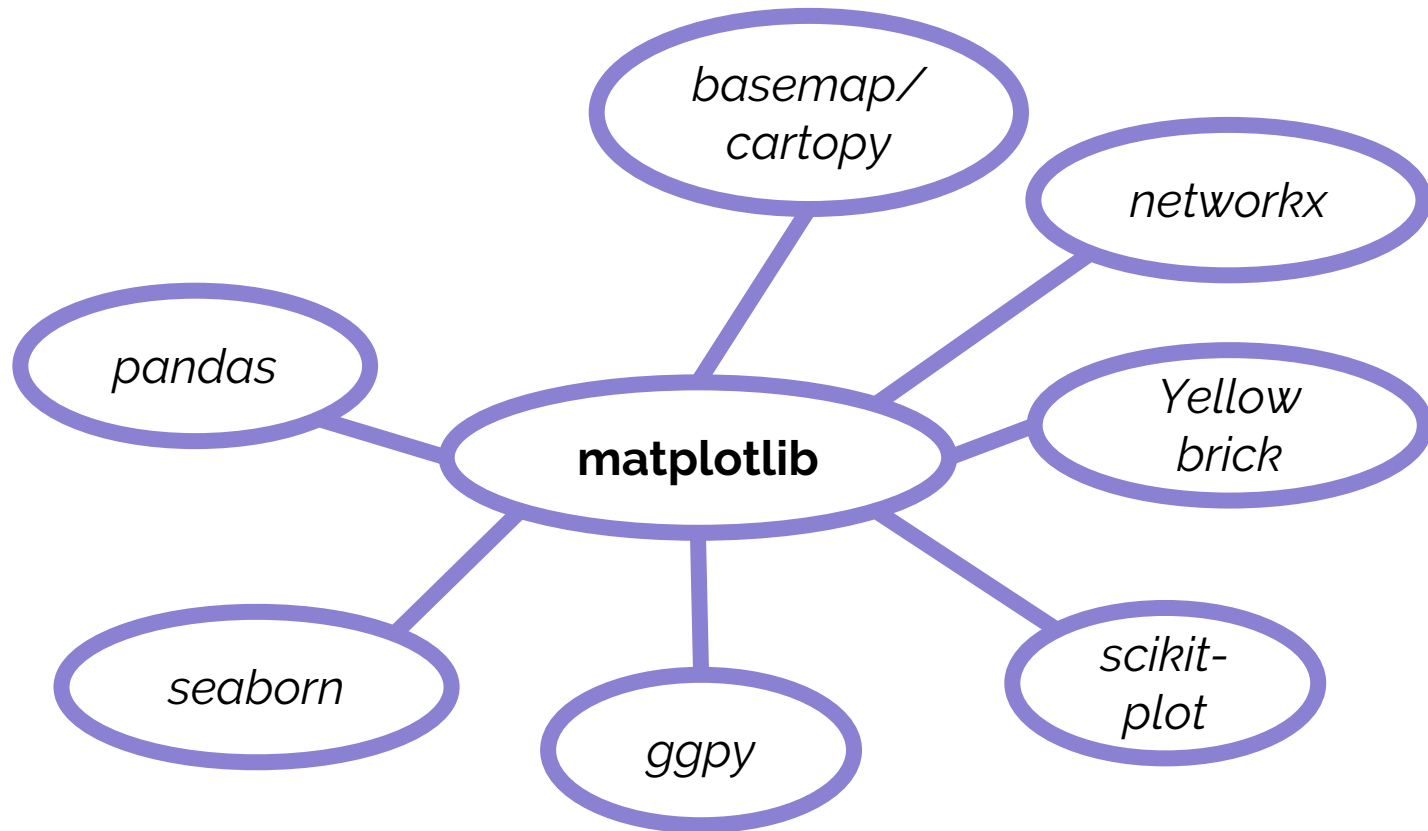 basemap/
cartopy
networkx
pandas
Yellow
brick
matplotlib
scikit-
plot
seaborn
ggpy